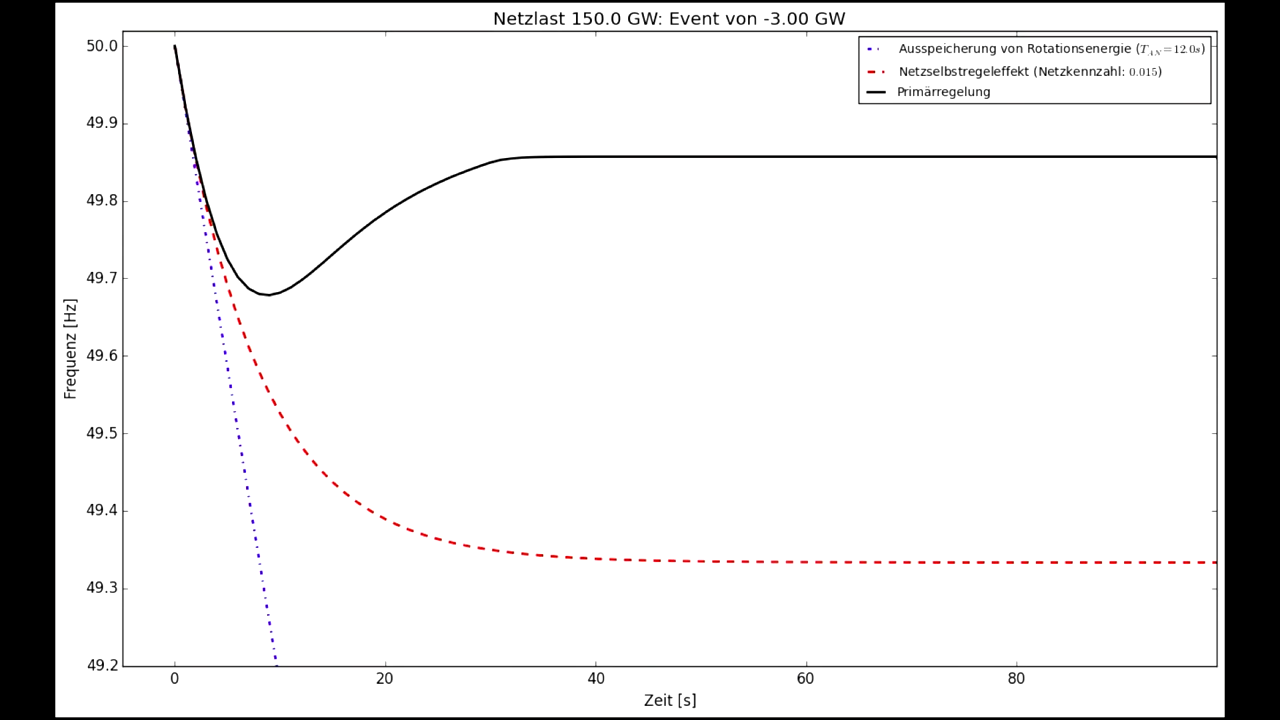 Netzlast 150.0 GW: Event von -3.00 GW
Ausspeicherung von Rotationsenergie (T_AN=12.0s)
Netzselbstregeleffekt (Netzkennzahl: 0.015)
Primärregelung
Frequenz [Hz]
50.0
49.9
49.8
49.7
49.6
49.5
49.4
49.3
49.2
0 20 40 60 80
Zeit [s]